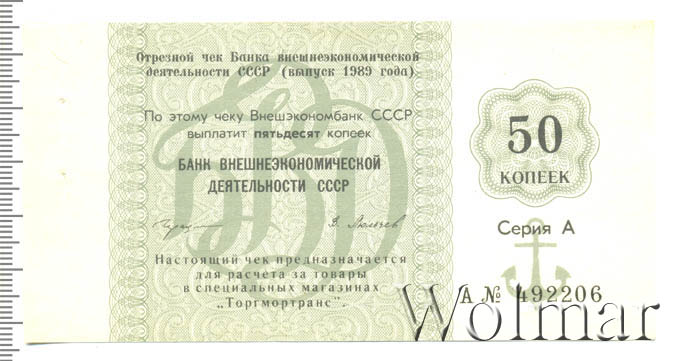 Отрезной чек Банка внешнеэкономической
деятельности СССР (выпуск 1989 года)
По этому чеку Внешэкономбанк СССР
выплатит пятьдесят копеек
БАНК ВНЕШНЕЭКОНОМИЧЕСКОЙ
ДЕЯТЕЛЬНОСТИ СССР
Настоящий чек предназначается
для расчета за товары
в специальных магазинах
„Торгмортранс".
50
КОПЕЕК
Серия А
А № 492206
Wolmar